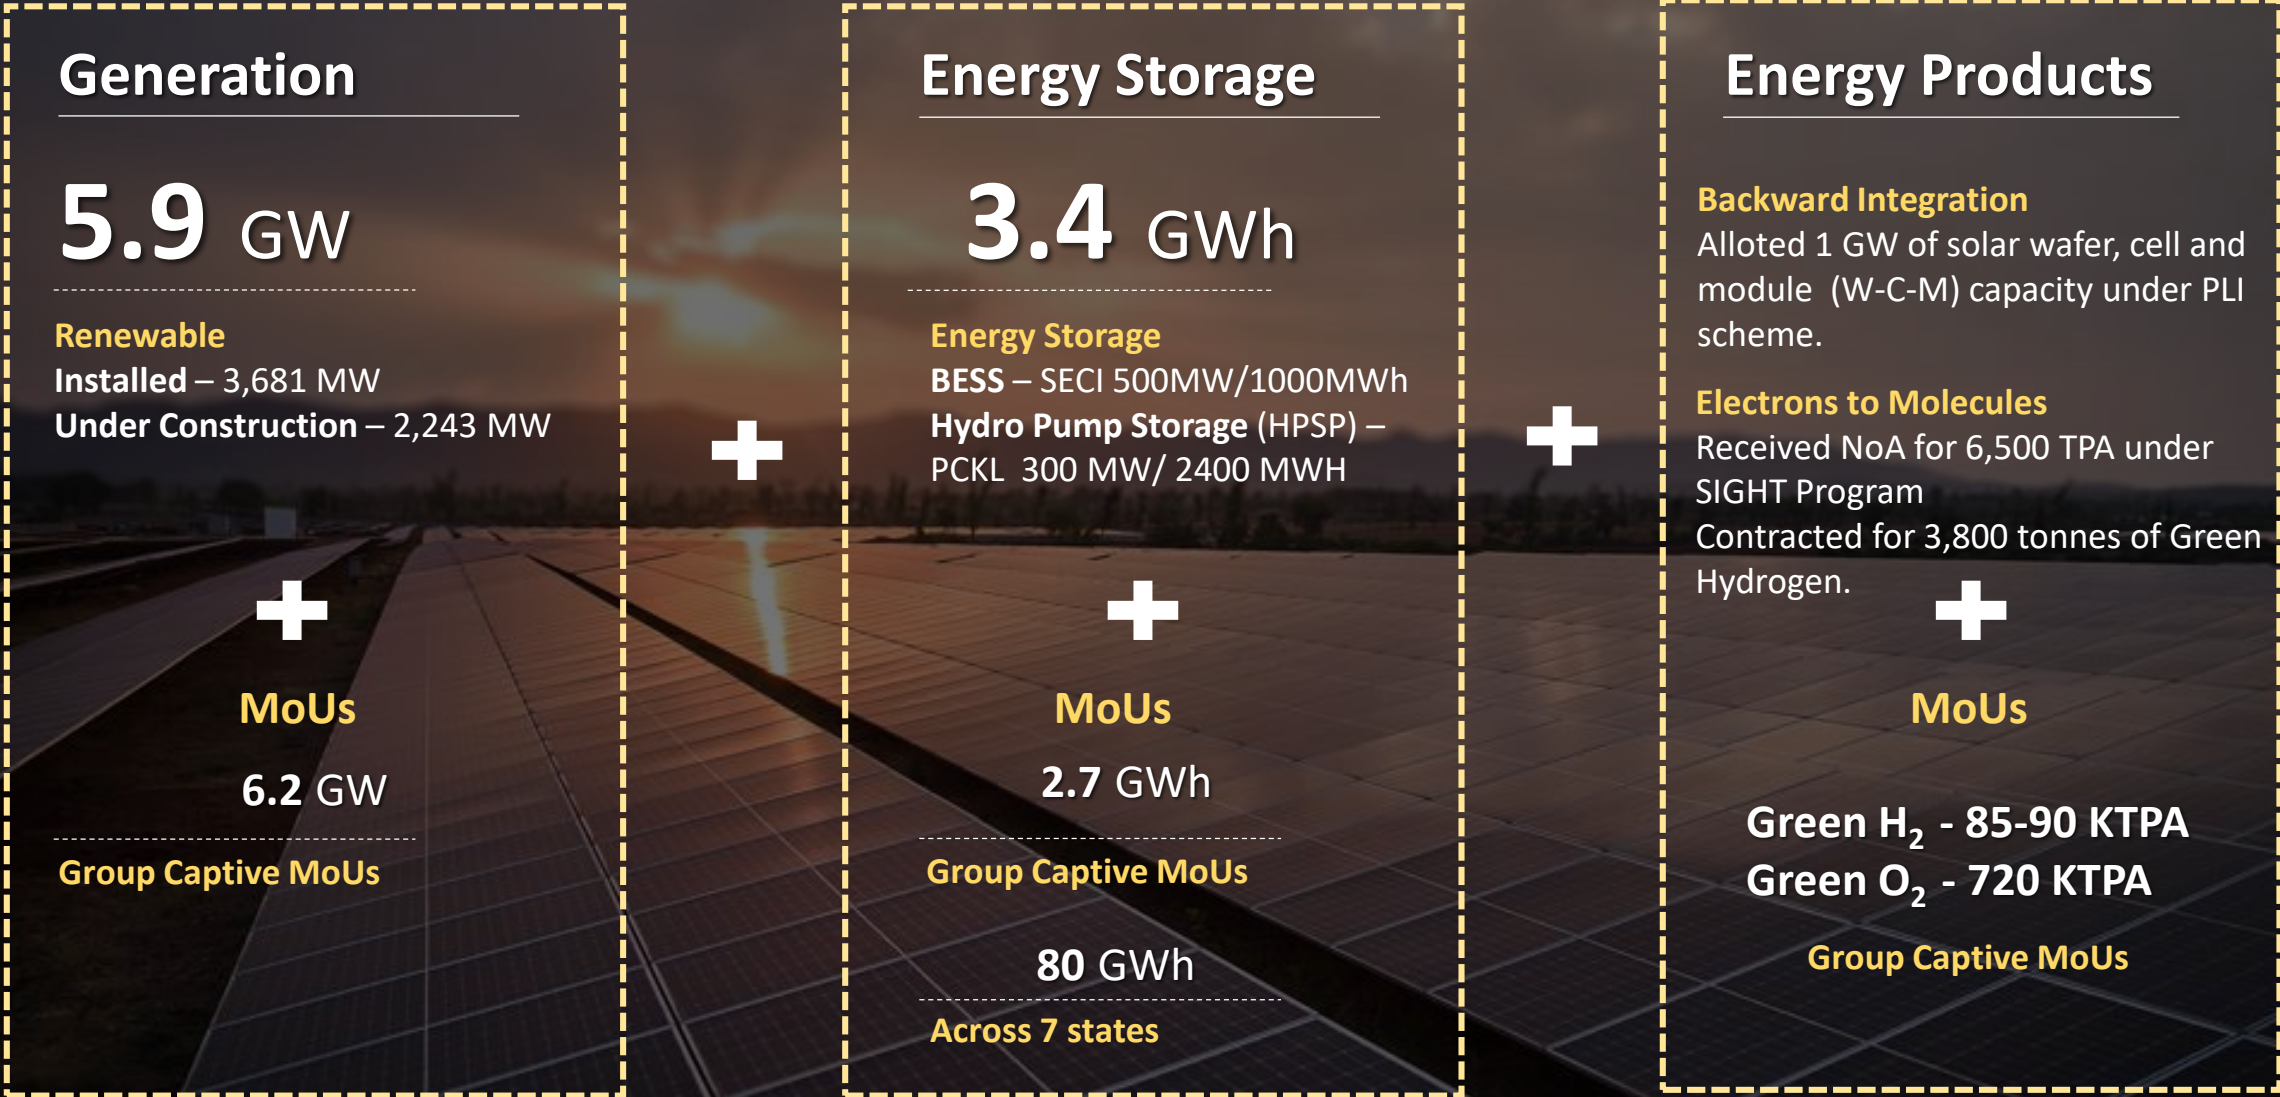 Generation
5.9 GW
Renewable
Installed – 3,681 MW
Under Construction – 2,243 MW
MoUs
6.2 GW
Group Captive MoUs
Energy Storage
3.4 GWh
Energy Storage
BESS – SECI 500MW/1000MWh
Hydro Pump Storage (HPSP) –
PCKL 300 MW/ 2400 MWH
MoUs
2.7 GWh
Group Captive MoUs
80 GWh
Across 7 states
Energy Products
Backward Integration
Alloted 1 GW of solar wafer, cell and
module (W-C-M) capacity under PLI
scheme.
Electrons to Molecules
Received NoA for 6,500 TPA under
SIGHT Program
Contracted for 3,800 tonnes of Green
Hydrogen.
MoUs
Green H₂ - 85-90 KTPA
Green O₂ - 720 KTPA
Group Captive MoUs